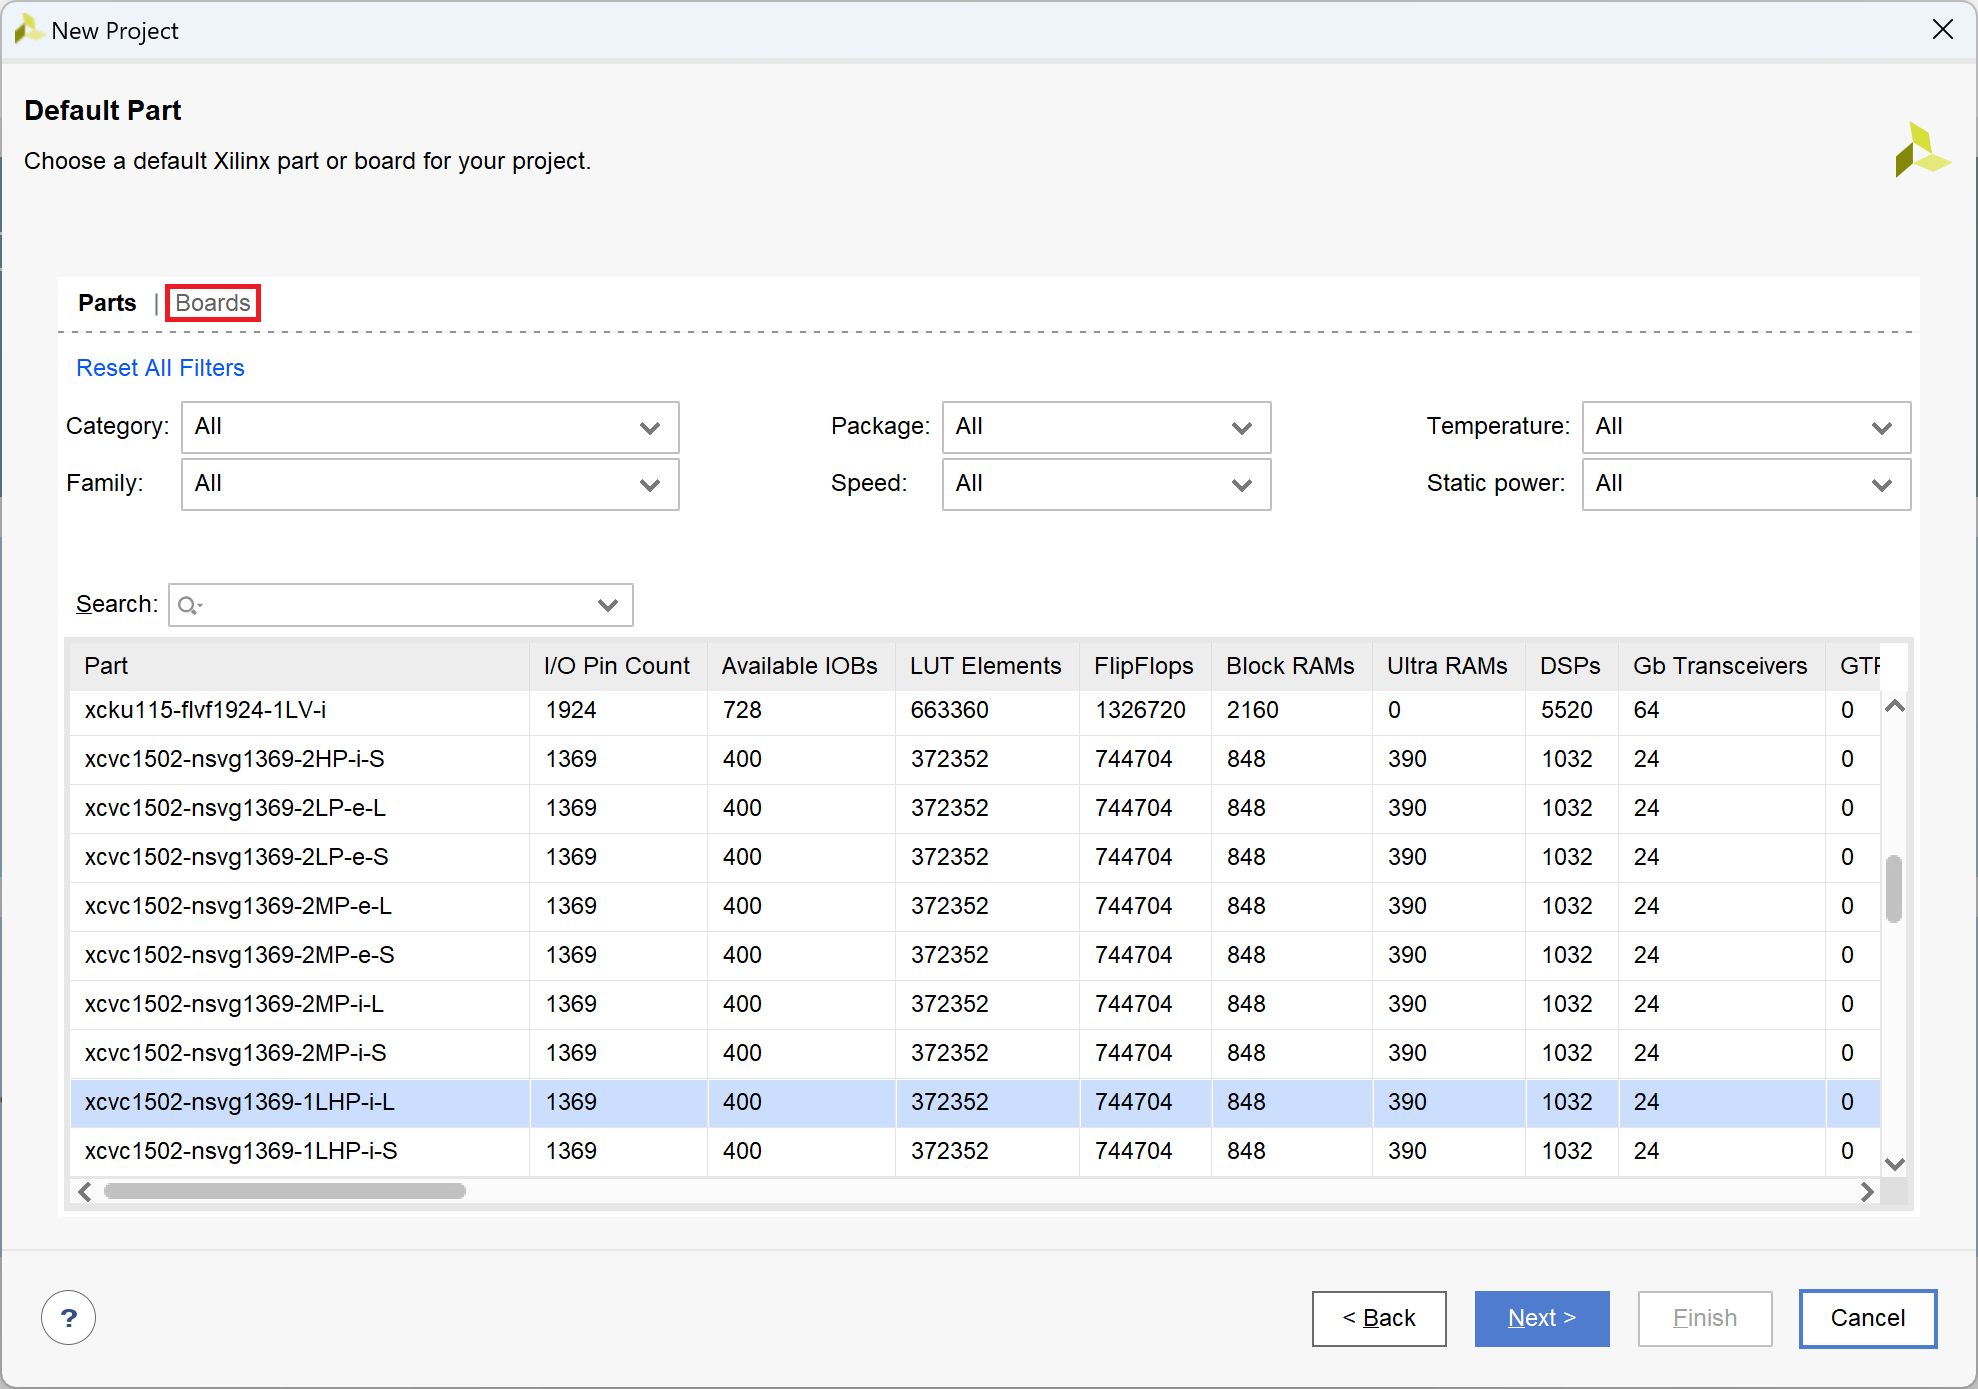 New Project
Default Part
Choose a default Xilinx part or board for your project.
Parts | Boards
Reset All Filters
Category: All Package: All Temperature: All
Family: All Speed: All Static power: All
Search:
Part I/O Pin Count Available IOBs LUT Elements FlipFlops Block RAMs Ultra RAMs DSPs Gb Transceivers
xcku115-flvf1924-1LV-i 1924 728 663360 1326720 2160 0 5520 64 0
xcvc1502-nsvg1369-2HP-i-S 1369 400 372352 744704 848 390 1032 24 0
xcvc1502-nsvg1369-2LP-e-L 1369 400 372352 744704 848 390 1032 24 0
xcvc1502-nsvg1369-2LP-e-S 1369 400 372352 744704 848 390 1032 24 0
xcvc1502-nsvg1369-2MP-e-L 1369 400 372352 744704 848 390 1032 24 0
xcvc1502-nsvg1369-2MP-e-S 1369 400 372352 744704 848 390 1032 24 0
xcvc1502-nsvg1369-2MP-i-L 1369 400 372352 744704 848 390 1032 24 0
xcvc1502-nsvg1369-2MP-i-S 1369 400 372352 744704 848 390 1032 24 0
xcvc1502-nsvg1369-1LHP-i-L 1369 400 372352 744704 848 390 1032 24 0
xcvc1502-nsvg1369-1LHP-i-S 1369 400 372352 744704 848 390 1032 24 0
? < Back Next > Finish Cancel